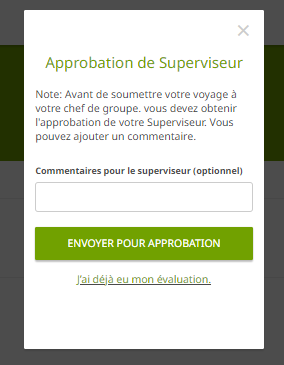 ×
Approbation de Superviseur
Note: Avant de soumettre votre voyage à
votre chef de groupe. vous devez obtenir
l'approbation de votre Superviseur. Vous
pouvez ajouter un commentaire.
Commentaires pour le superviseur (optionnel)
ENVOYER POUR APPROBATION
J'ai déjà eu mon évaluation.